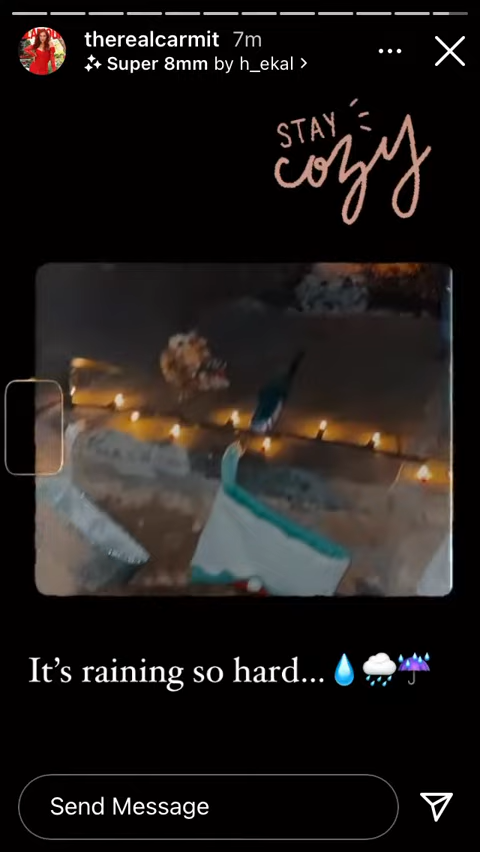 therealcarmit 7m
Super 8mm by h_ekal >
STAY
cozy
It's raining so hard...💧🌧️☔
Send Message